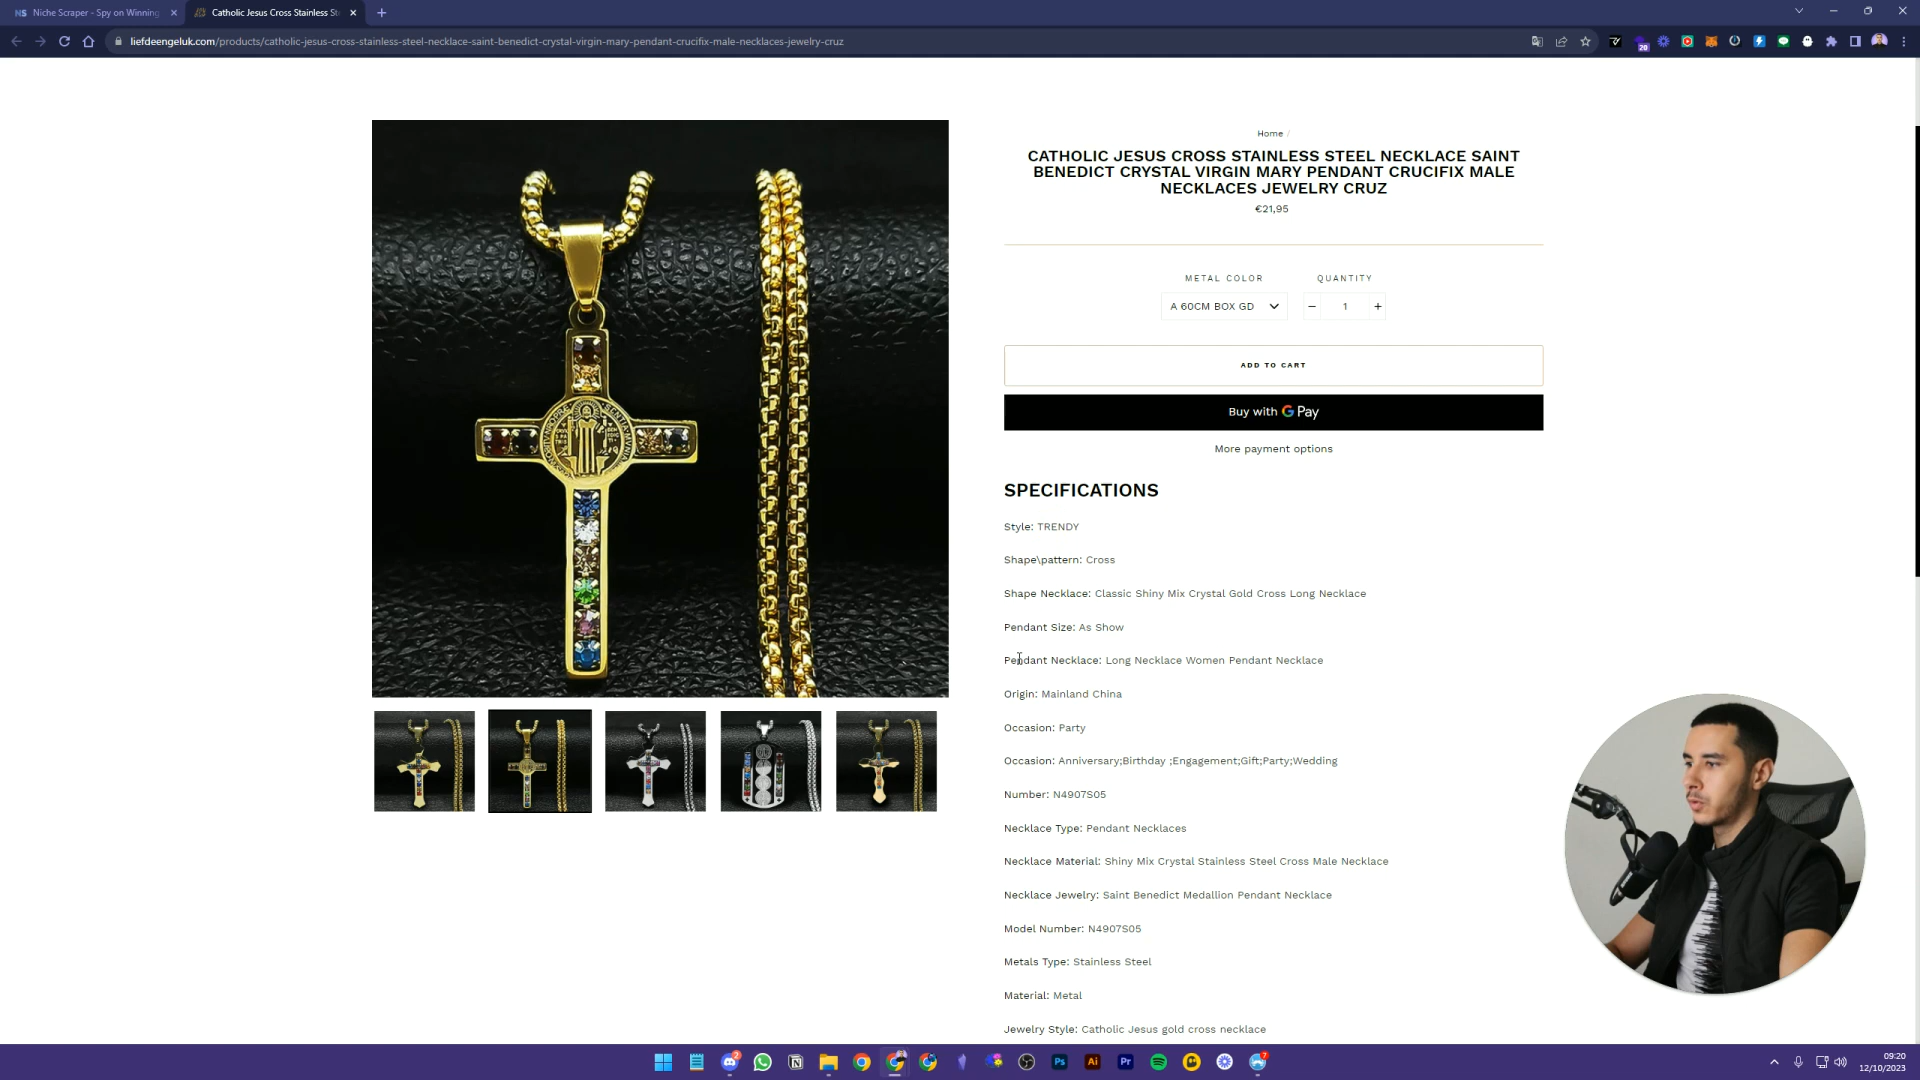 NS Niche Scraper - Spy on Winning
Catholic Jesus Cross Stainless St
liefdeengeluk.com/products/catholic-jesus-cross-stainless-steel-necklace-saint-benedict-crystal-virgin-mary-pendant-crucifix-male-necklaces-jewelry-cruz
20
Home /
CATHOLIC JESUS CROSS STAINLESS STEEL NECKLACE SAINT
BENEDICT CRYSTAL VIRGIN MARY PENDANT CRUCIFIX MALE
NECKLACES JEWELRY CRUZ
€21,95
METAL COLOR
QUANTITY
A 60CM BOX GD
− 1 +
ADD TO CART
Buy with G Pay
More payment options
SPECIFICATIONS
Style: TRENDY
Shape\pattern: Cross
Shape Necklace: Classic Shiny Mix Crystal Gold Cross Long Necklace
Pendant Size: As Show
Pendant Necklace: Long Necklace Women Pendant Necklace
Origin: Mainland China
Occasion: Party
Occasion: Anniversary;Birthday ;Engagement;Gift;Party;Wedding
Number: N4907S05
Necklace Type: Pendant Necklaces
Necklace Material: Shiny Mix Crystal Stainless Steel Cross Male Necklace
Necklace Jewelry: Saint Benedict Medallion Pendant Necklace
Model Number: N4907S05
Metals Type: Stainless Steel
Material: Metal
Jewelry Style: Catholic Jesus gold cross necklace
2
Ps
Ai
Pr
7
09:20
12/10/2023